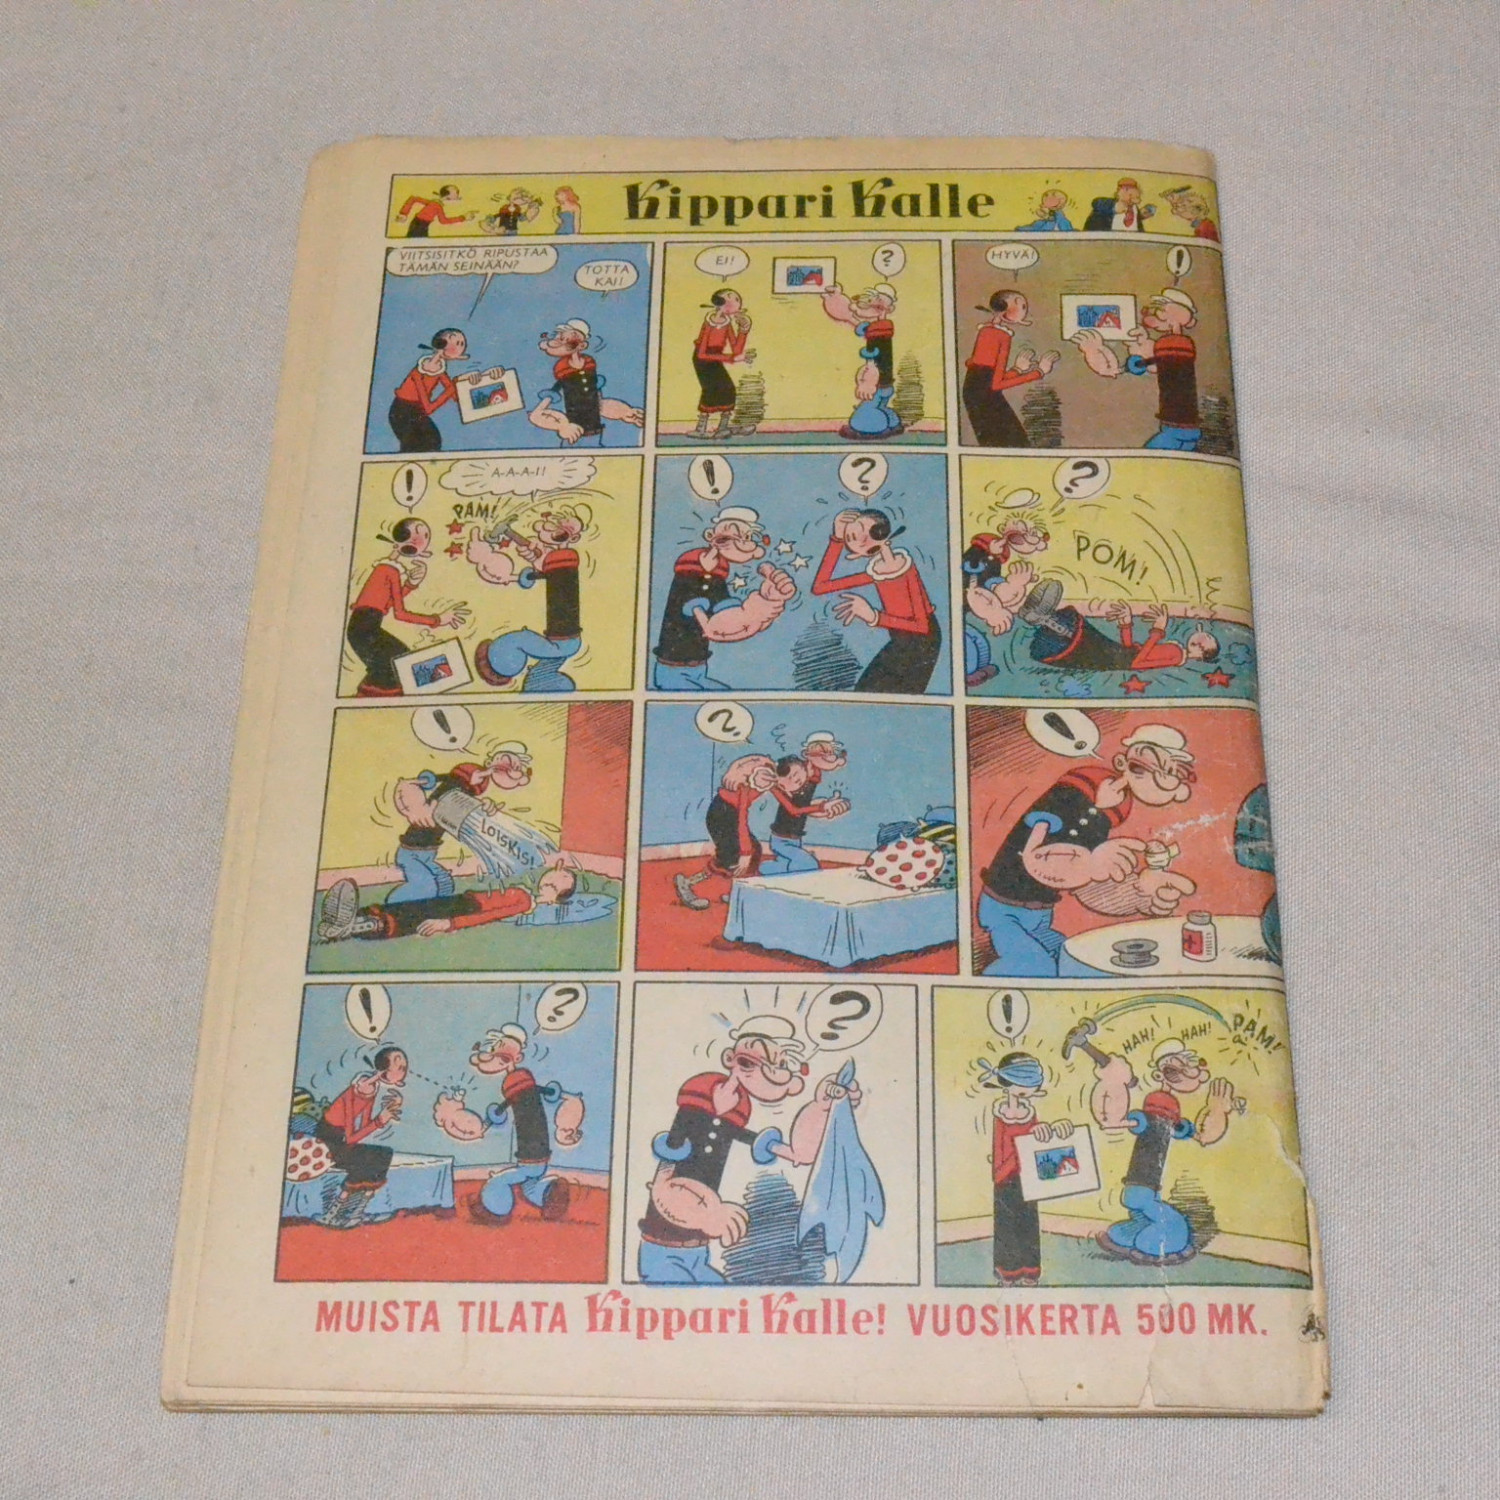 Kippari Kalle
VIITSISITKÖ RIPUSTAA
TÄMÄN SEINÄÄN?
TOTTA
KAI!
EI!
?
HYVÄ!
!
!
A-A-A-I!
PAM!
!
?
?
POM!
!
LOISKIS!
?
!
!
?
?
!
HAH!
HAH!
PAM!
MUISTA TILATA Kippari Kalle! VUOSIKERTA 500 MK.